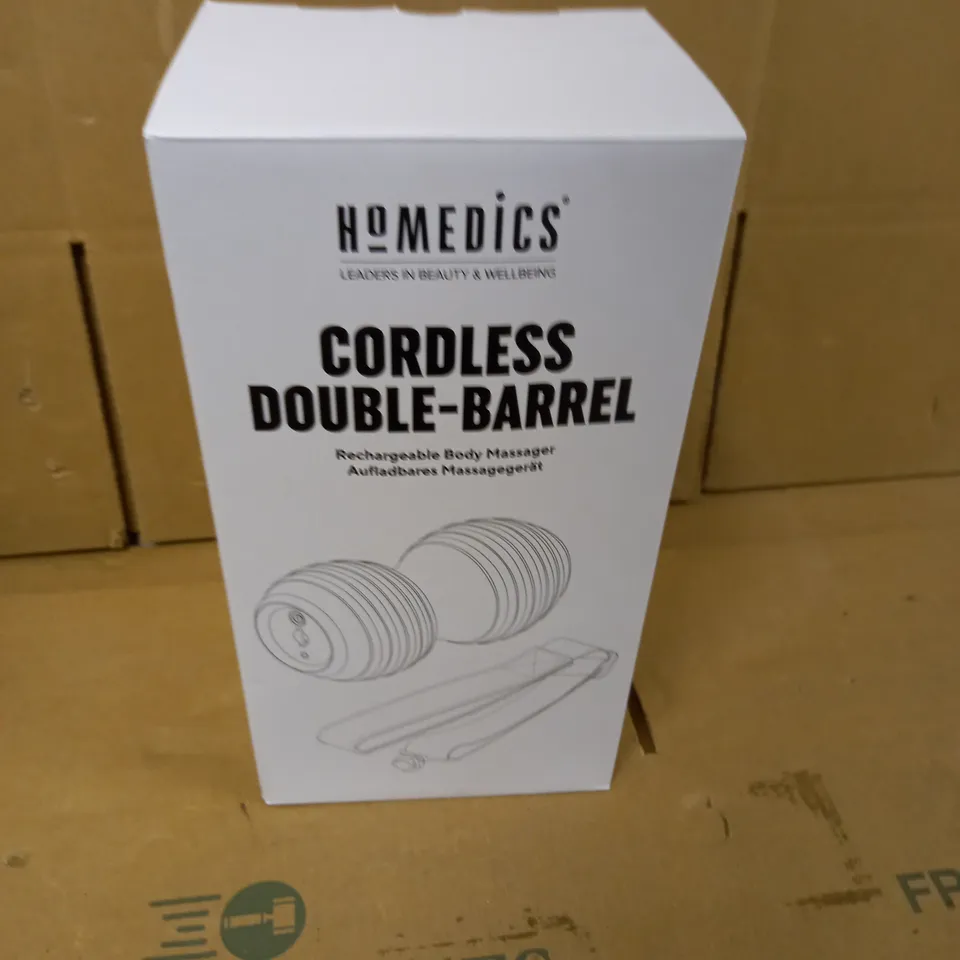 HoMEDiCS®
LEADERS IN BEAUTY & WELLBEING
CORDLESS
DOUBLE-BARREL
Rechargeable Body Massager
Aufladbares Massagegerät